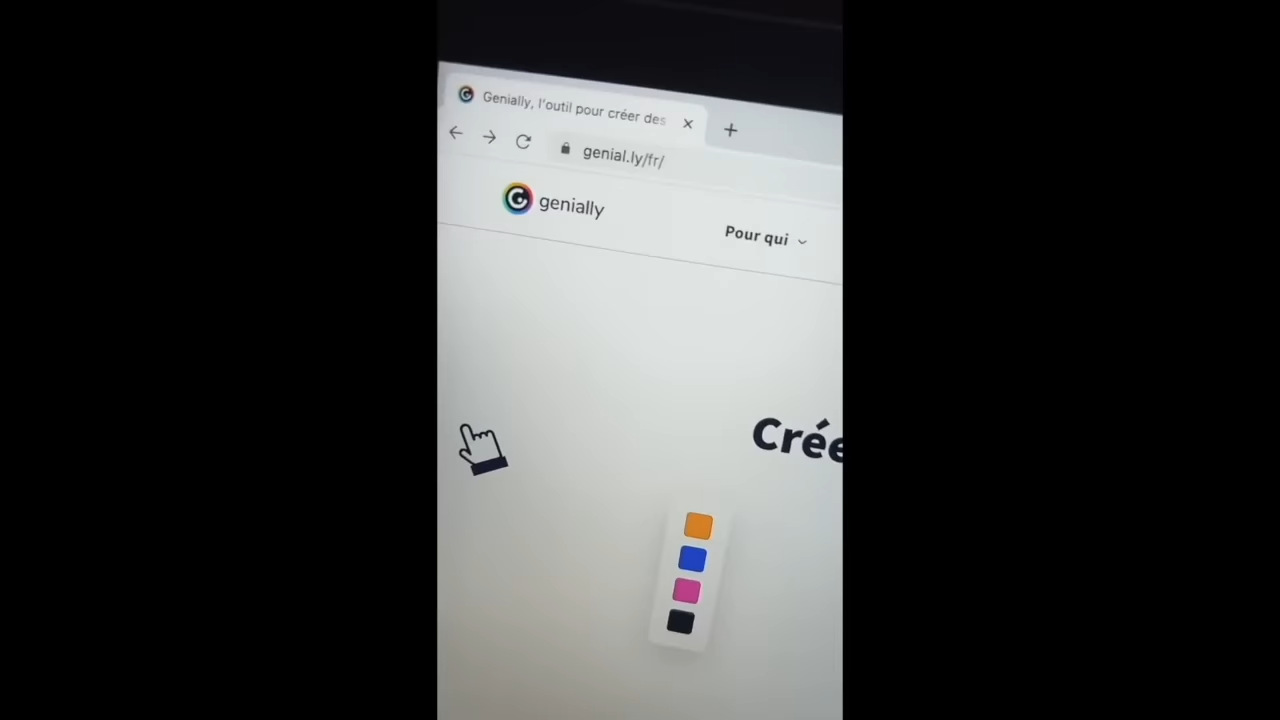 Genially, l'outil pour créer des
genial.ly/fr/
genially
Pour qui
Crée